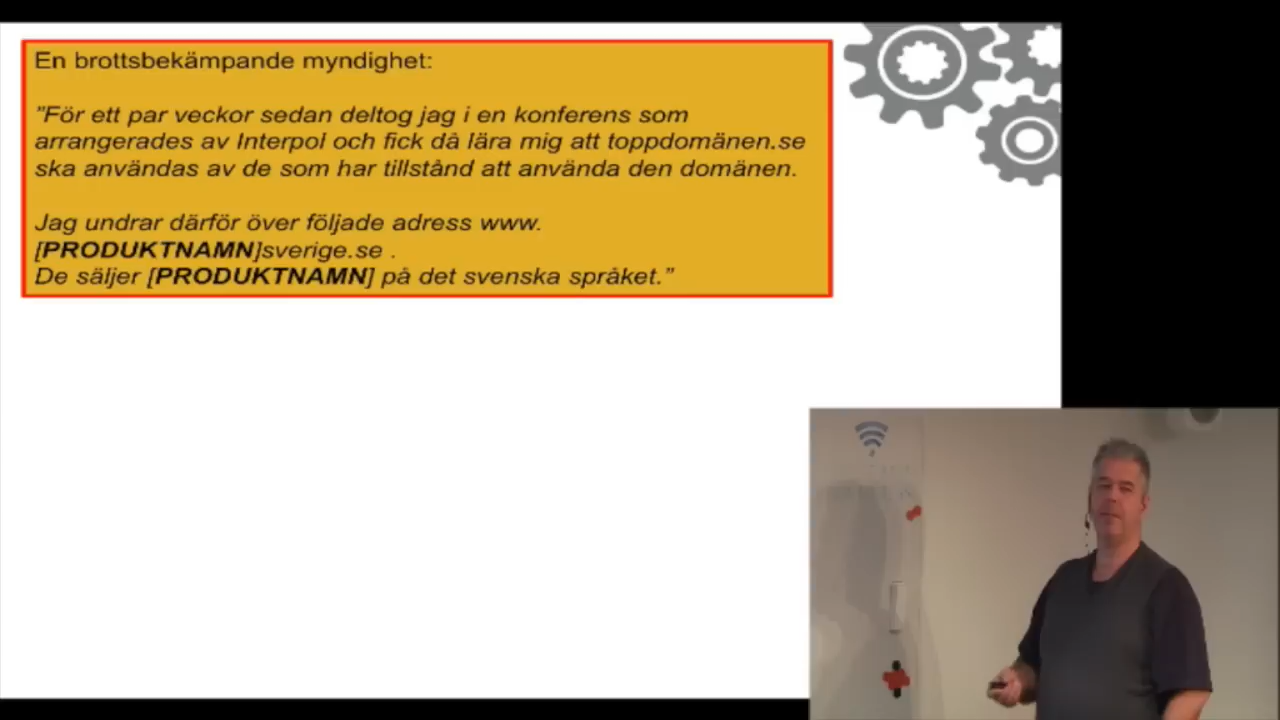 En brottsbekämpande myndighet:
”För ett par veckor sedan deltog jag i en konferens som
arrangerades av Interpol och fick då lära mig att toppdomänen.se
ska användas av de som har tillstånd att använda den domänen.
Jag undrar därför över följade adress www.
[PRODUKTNAMN]sverige.se .
De säljer [PRODUKTNAMN] på det svenska språket.”